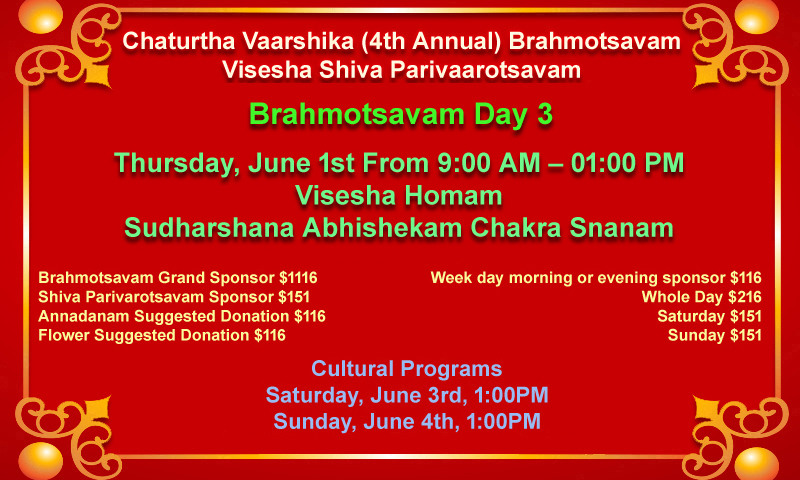 Chaturtha Vaarshika (4th Annual) Brahmotsavam
Visesha Shiva Parivaarotsavam
Brahmotsavam Day 3
Thursday, June 1st From 9:00 AM – 01:00 PM
Visesha Homam
Sudharshana Abhishekam Chakra Snanam
Brahmotsavam Grand Sponsor $1116
Shiva Parivarotsavam Sponsor $151
Annadanam Suggested Donation $116
Flower Suggested Donation $116
Week day morning or evening sponsor $116
Whole Day $216
Saturday $151
Sunday $151
Cultural Programs
Saturday, June 3rd, 1:00PM
Sunday, June 4th, 1:00PM